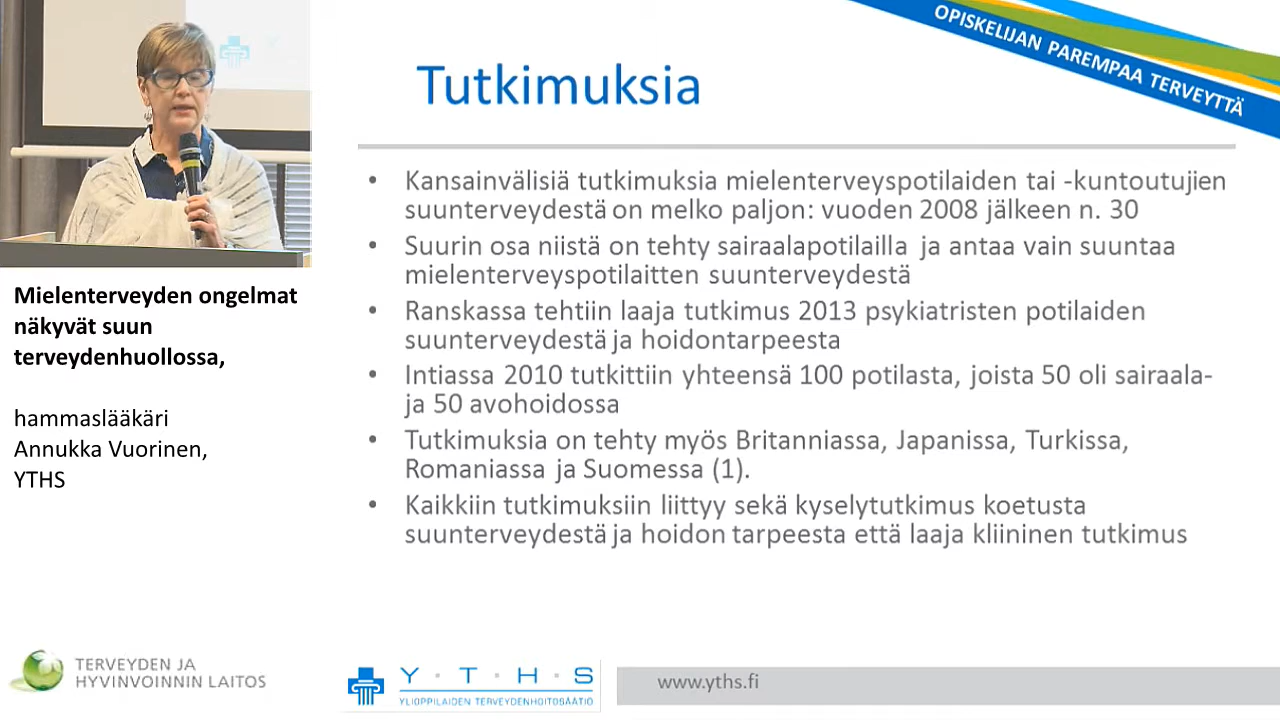 OPISKELIJAN PAREMPAA TERVEYTTÄ
Tutkimuksia
• Kansainvälisiä tutkimuksia mielenterveyspotilaiden tai -kuntoutujien
suunterveydestä on melko paljon: vuoden 2008 jälkeen n. 30
• Suurin osa niistä on tehty sairaalapotilailla ja antaa vain suuntaa
mielenterveyspotilaitten suunterveydestä
• Ranskassa tehtiin laaja tutkimus 2013 psykiatristen potilaiden
suunterveydestä ja hoidontarpeesta
• Intiassa 2010 tutkittiin yhteensä 100 potilasta, joista 50 oli sairaala-
ja 50 avohoidossa
• Tutkimuksia on tehty myös Britanniassa, Japanissa, Turkissa,
Romaniassa ja Suomessa (1).
• Kaikkiin tutkimuksiin liittyy sekä kyselytutkimus koetusta
suunterveydestä ja hoidon tarpeesta että laaja kliininen tutkimus
Mielenterveyden ongelmat
näkyvät suun
terveydenhuollossa,
hammaslääkäri
Annukka Vuorinen,
YTHS
TERVEYDEN JA
HYVINVOINNIN LAITOS
Y · T · H · S
YLIOPPILAIDEN TERVEYDENHOITOSÄÄTIÖ
www.yths.fi